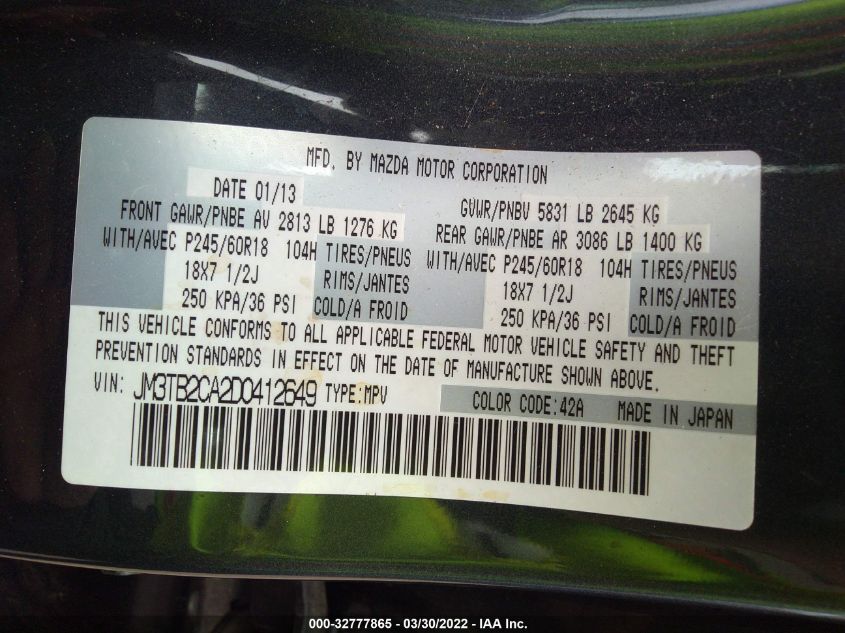 MFD. BY MAZDA MOTOR CORPORATION
DATE 01/13 GVWR/PNBV 5831 LB 2645 KG
FRONT GAWR/PNBE AV 2813 LB 1276 KG REAR GAWR/PNBE AR 3086 LB 1400 KG
WITH/AVEC P245/60R18 104H TIRES/PNEUS WITH/AVEC P245/60R18 104H TIRES/PNEUS
18X7 1/2J RIMS/JANTES 18X7 1/2J RIMS/JANTES
250 KPA/36 PSI COLD/A FROID 250 KPA/36 PSI COLD/A FROID
THIS VEHICLE CONFORMS TO ALL APPLICABLE FEDERAL MOTOR VEHICLE SAFETY AND THEFT
PREVENTION STANDARDS IN EFFECT ON THE DATE OF MANUFACTURE SHOWN ABOVE.
VIN: JM3TB2CA2D0412649 TYPE:MPV COLOR CODE:42A MADE IN JAPAN
000-32777865 - 03/30/2022 - IAA Inc.